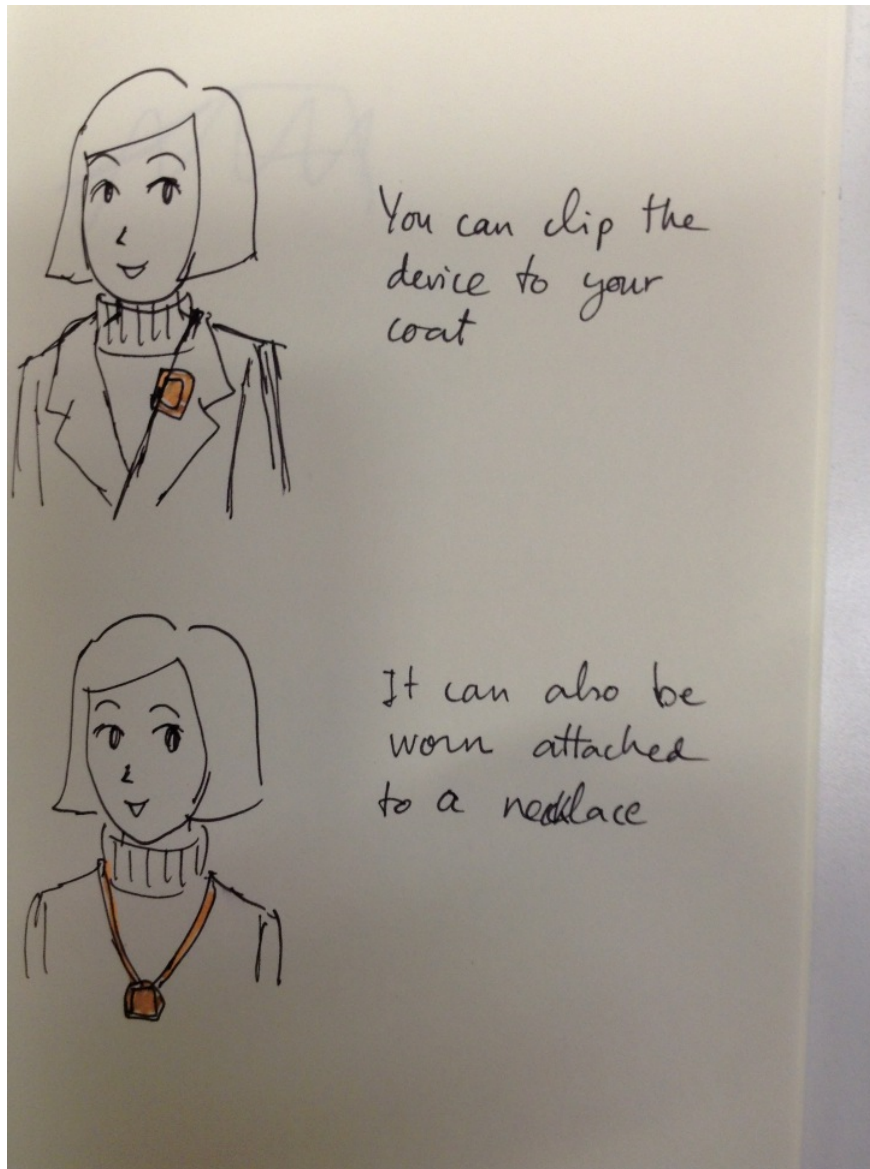 You can clip the
device to your
coat
It can also be
worn attached
to a necklace